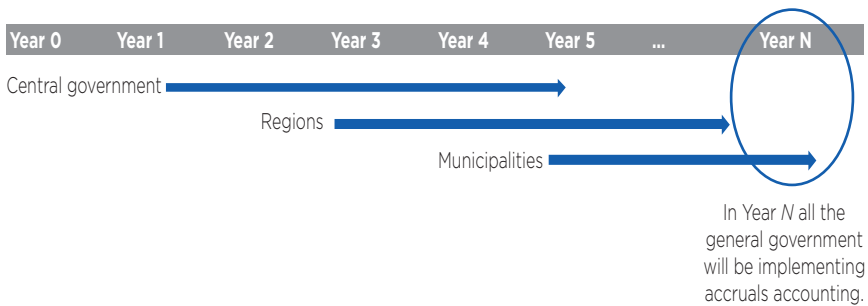 Year 0 Year 1 Year 2 Year 3 Year 4 Year 5 ... Year N
Central government
Regions
Municipalities
In Year N all the
general government
will be implementing
accruals accounting.